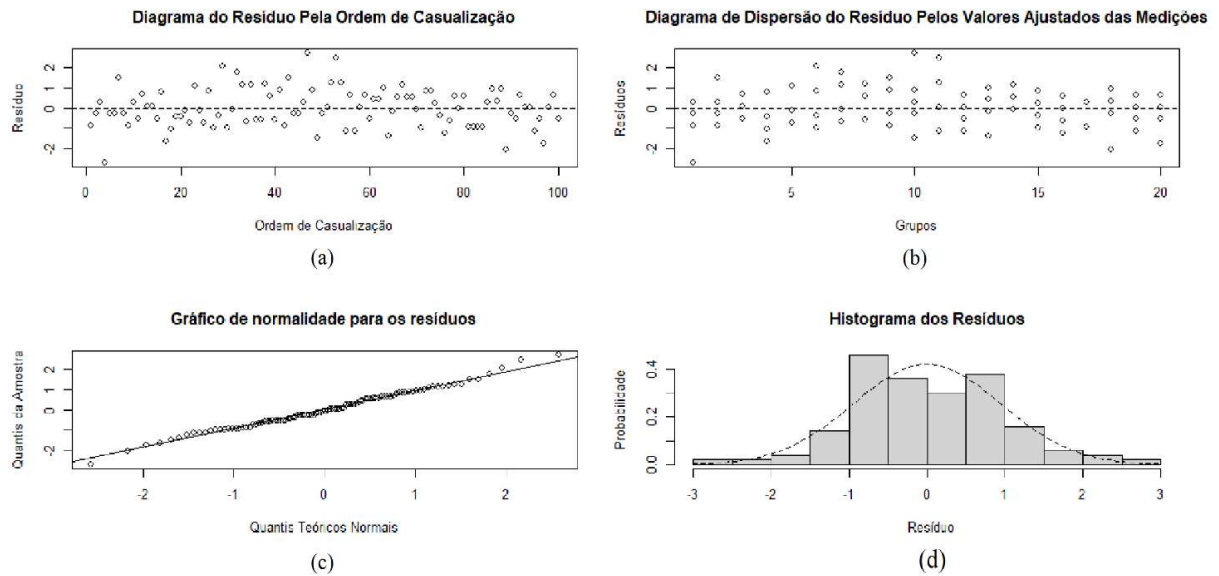 Diagrama do Resíduo Pela Ordem de Casualização
Resíduo
-2 0 1 2
0 20 40 60 80 100
Ordem de Casualização
(a)
Diagrama de Dispersão do Resíduo Pelos Valores Ajustados das Medições
Resíduos
-2 0 1 2
5 10 15 20
Grupos
(b)
Gráfico de normalidade para os resíduos
Quantis da Amostra
-2 0 1 2
-2 -1 0 1 2
Quantis Teóricos Normais
(c)
Histograma dos Resíduos
Probabilidade
0.0 0.2 0.4
-3 -2 -1 0 1 2 3
Resíduo
(d)